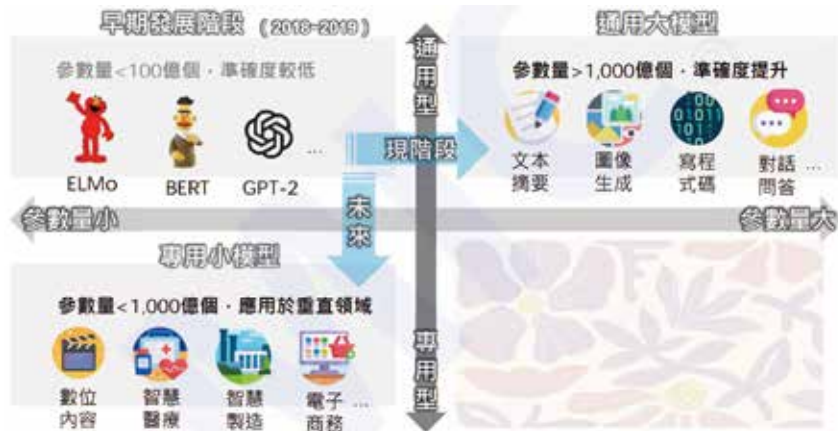 早期發展階段 (2018-2019)
參數量<100億個，準確度較低
ELMo
BERT
GPT-2
...
通用型
通用大模型
參數量>1,000億個，準確度提升
文本
摘要
圖像
生成
寫程
式碼
對話
問答
...
現階段
未來
參數量小
參數量大
專用小模型
參數量<1,000億個，應用於垂直領域
數位
內容
智慧
醫療
智慧
製造
電子
商務
...
專用型